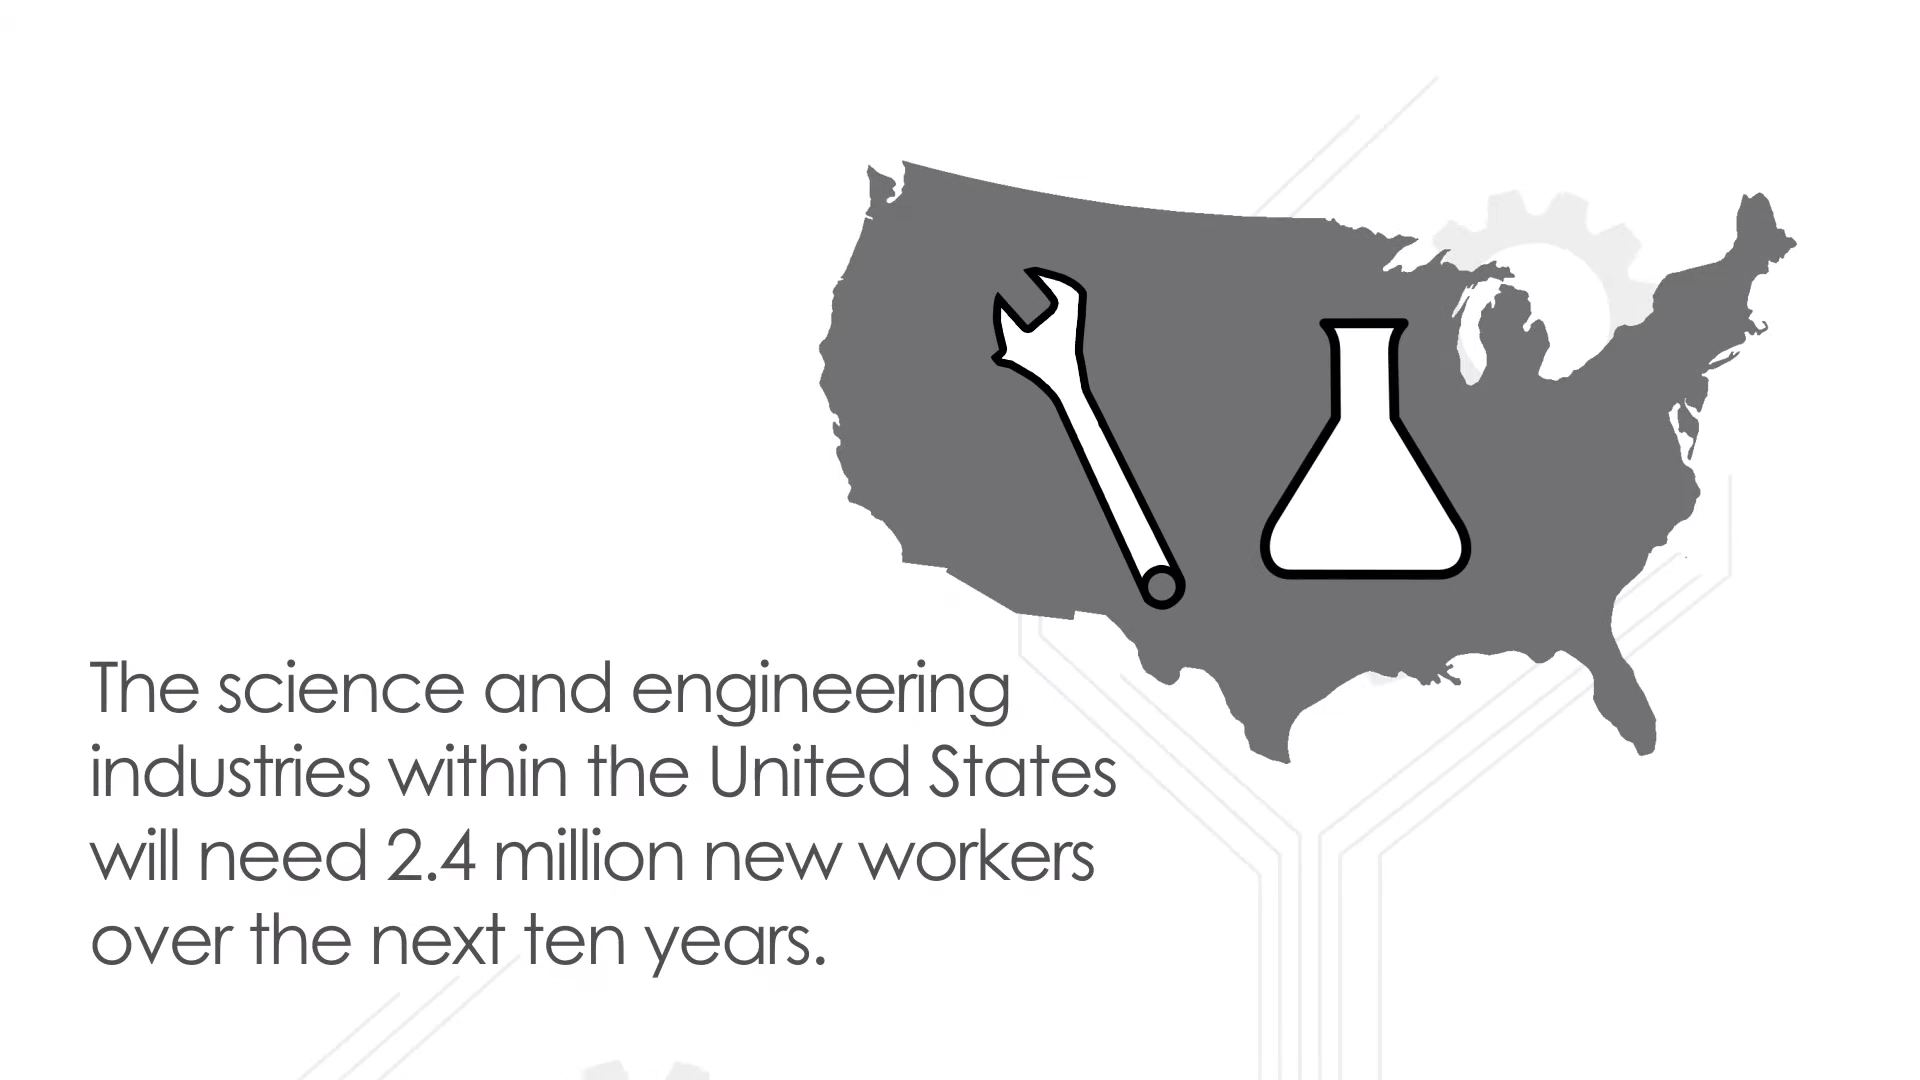 The science and engineering
industries within the United States
will need 2.4 million new workers
over the next ten years.